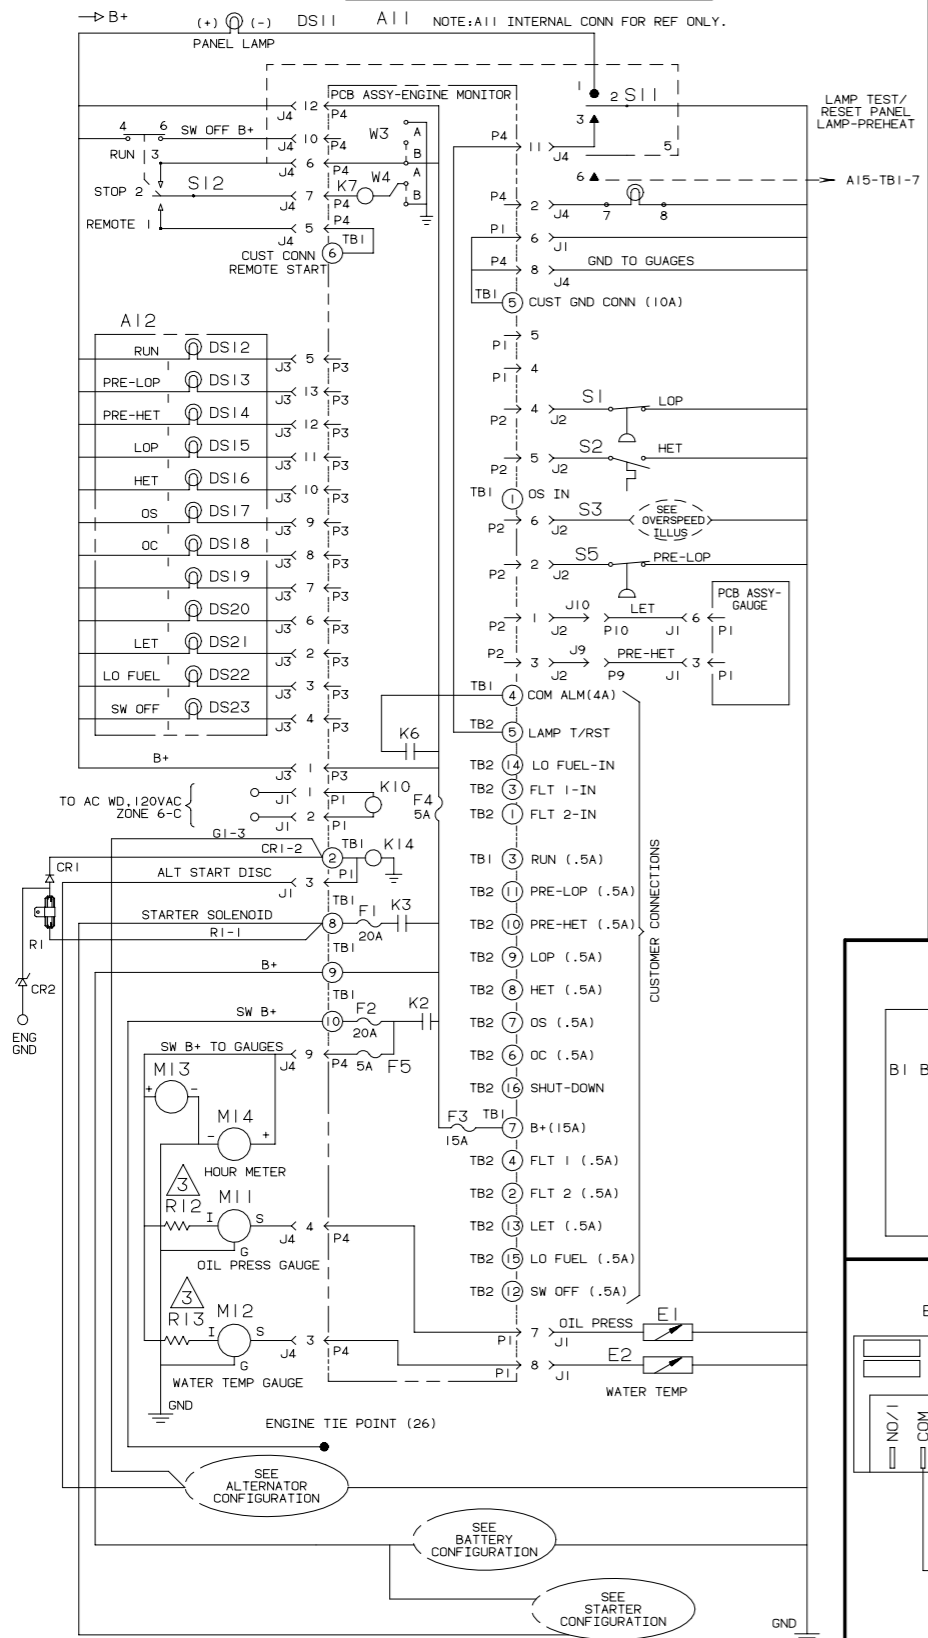 B+
(+) (-) DS11 A11 NOTE:A11 INTERNAL CONN FOR REF ONLY.
PANEL LAMP
PCB ASSY-ENGINE MONITOR
1 2 S11
3
5
6
LAMP TEST/
RESET PANEL
LAMP-PREHEAT
A15-TB1-7
J4 12 P4
4 6 SW OFF B+ J4 10 P4
RUN 3 J4 6 P4
STOP 2 S12 J4 7 P4
REMOTE 1 J4 5 P4
W3 A B
K7 W4 A B
TB1
CUST CONN 6
REMOTE START
P4 11 J4
P4 2 J4 7 8
P1 6 J1
P4 8 J4 GND TO GUAGES
TB1 5 CUST GND CONN (10A)
P1 5
P1 4
P2 4 J2 S1 LOP
P2 5 J2 S2 HET
TB1 1 OS IN
P2 6 J2 S3 SEE
OVERSPEED
ILLUS
P2 2 J2 S5 PRE-LOP
PCB ASSY-
GAUGE
P2 1 J2 J10 P10 LET J1 6 P1
P2 3 J2 J9 P9 PRE-HET J1 3 P1
A12
RUN DS12 J3 5 P3
PRE-LOP DS13 J3 13 P3
PRE-HET DS14 J3 12 P3
LOP DS15 J3 11 P3
HET DS16 J3 10 P3
OS DS17 J3 9 P3
OC DS18 J3 8 P3
DS19 J3 7 P3
DS20 J3 6 P3
LET DS21 J3 2 P3
LO FUEL DS22 J3 3 P3
SW OFF DS23 J3 4 P3
B+ J3 1 P3
TO AC WD,120VAC
ZONE 6-C
J1 1 P1 K10
J1 2 P1
K6
F4
5A
G1-3
CR1-2 2 TB1 K14
CR1
ALT START DISC J1 3 P1
STARTER SOLENOID TB1 8 F1 20A K3
R1 R1-1
TB1
B+ 9
CR2
ENG
GND
TB1
SW B+ 10 F2 20A K2
SW B+ TO GAUGES J4 9 P4 5A F5
M13 + -
M14 - +
HOUR METER
F3 15A
3
R12 I M11 S G J4 4 P4
OIL PRESS GAUGE
3
R13 I M12 S G J4 3 P4
WATER TEMP GAUGE
GND
TB1 4 COM ALM(4A)
TB2 5 LAMP T/RST
TB2 14 LO FUEL-IN
TB2 3 FLT 1-IN
TB2 1 FLT 2-IN
TB1 3 RUN (.5A)
TB2 11 PRE-LOP (.5A)
TB2 10 PRE-HET (.5A)
TB2 9 LOP (.5A)
TB2 8 HET (.5A)
TB2 7 OS (.5A)
TB2 6 OC (.5A)
TB2 16 SHUT-DOWN
TB1 7 B+(15A)
TB2 4 FLT 1 (.5A)
TB2 2 FLT 2 (.5A)
TB2 13 LET (.5A)
TB2 15 LO FUEL (.5A)
TB2 12 SW OFF (.5A)
CUSTOMER CONNECTIONS
P1 7 J1 OIL PRESS E1
P1 8 J1 E2
WATER TEMP
ENGINE TIE POINT (26)
SEE
ALTERNATOR
CONFIGURATION
SEE
BATTERY
CONFIGURATION
SEE
STARTER
CONFIGURATION
GND
B1 B
NO/1
COM